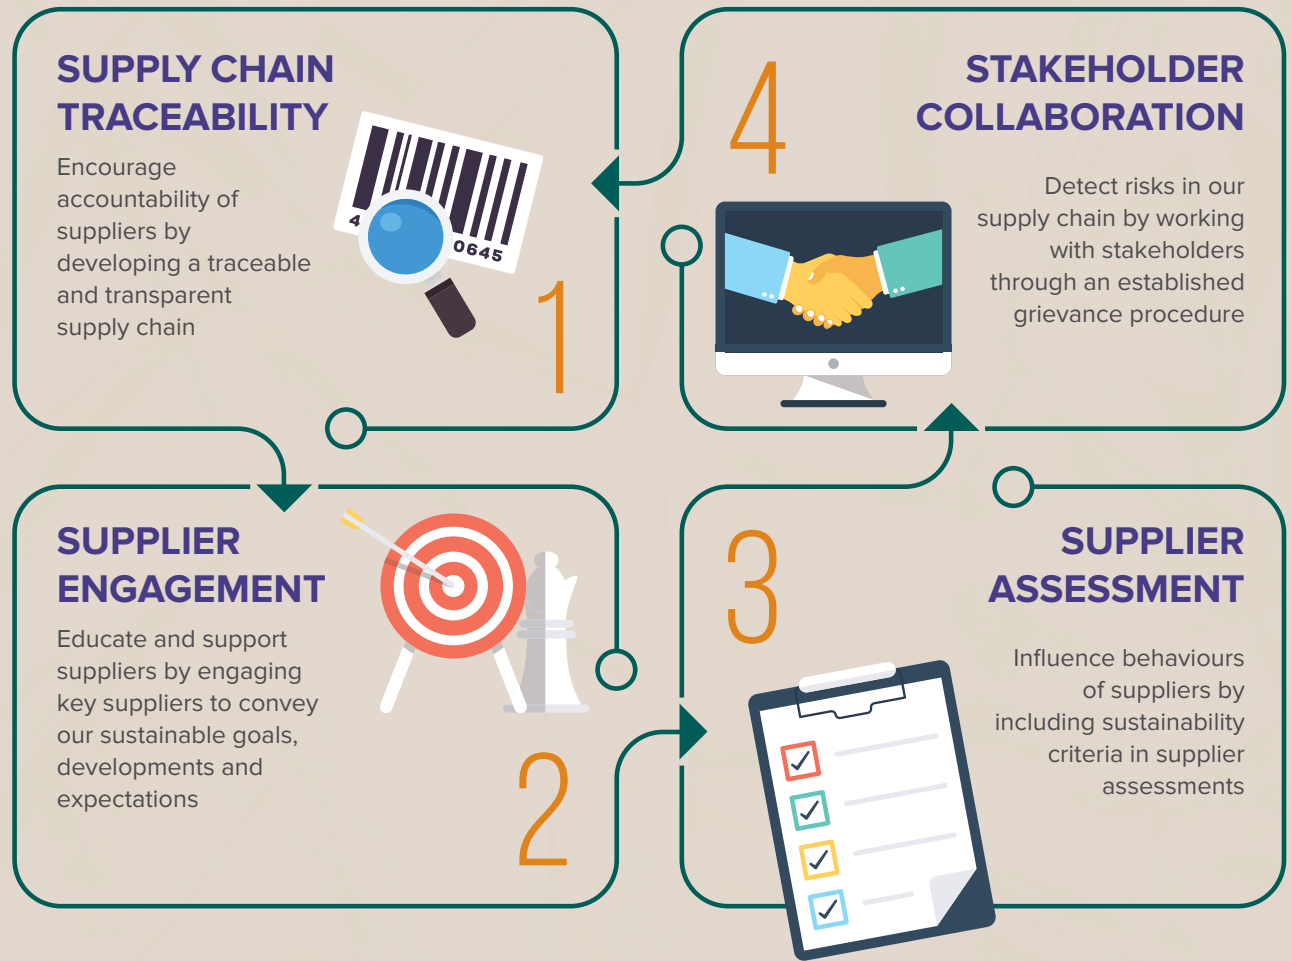 SUPPLY CHAIN
TRACEABILITY
Encourage
accountability of
suppliers by
developing a traceable
and transparent
supply chain
4
0645
1
SUPPLIER
ENGAGEMENT
Educate and support
suppliers by engaging
key suppliers to convey
our sustainable goals,
developments and
expectations
2
3
SUPPLIER
ASSESSMENT
Influence behaviours
of suppliers by
including sustainability
criteria in supplier
assessments
4
STAKEHOLDER
COLLABORATION
Detect risks in our
supply chain by working
with stakeholders
through an established
grievance procedure